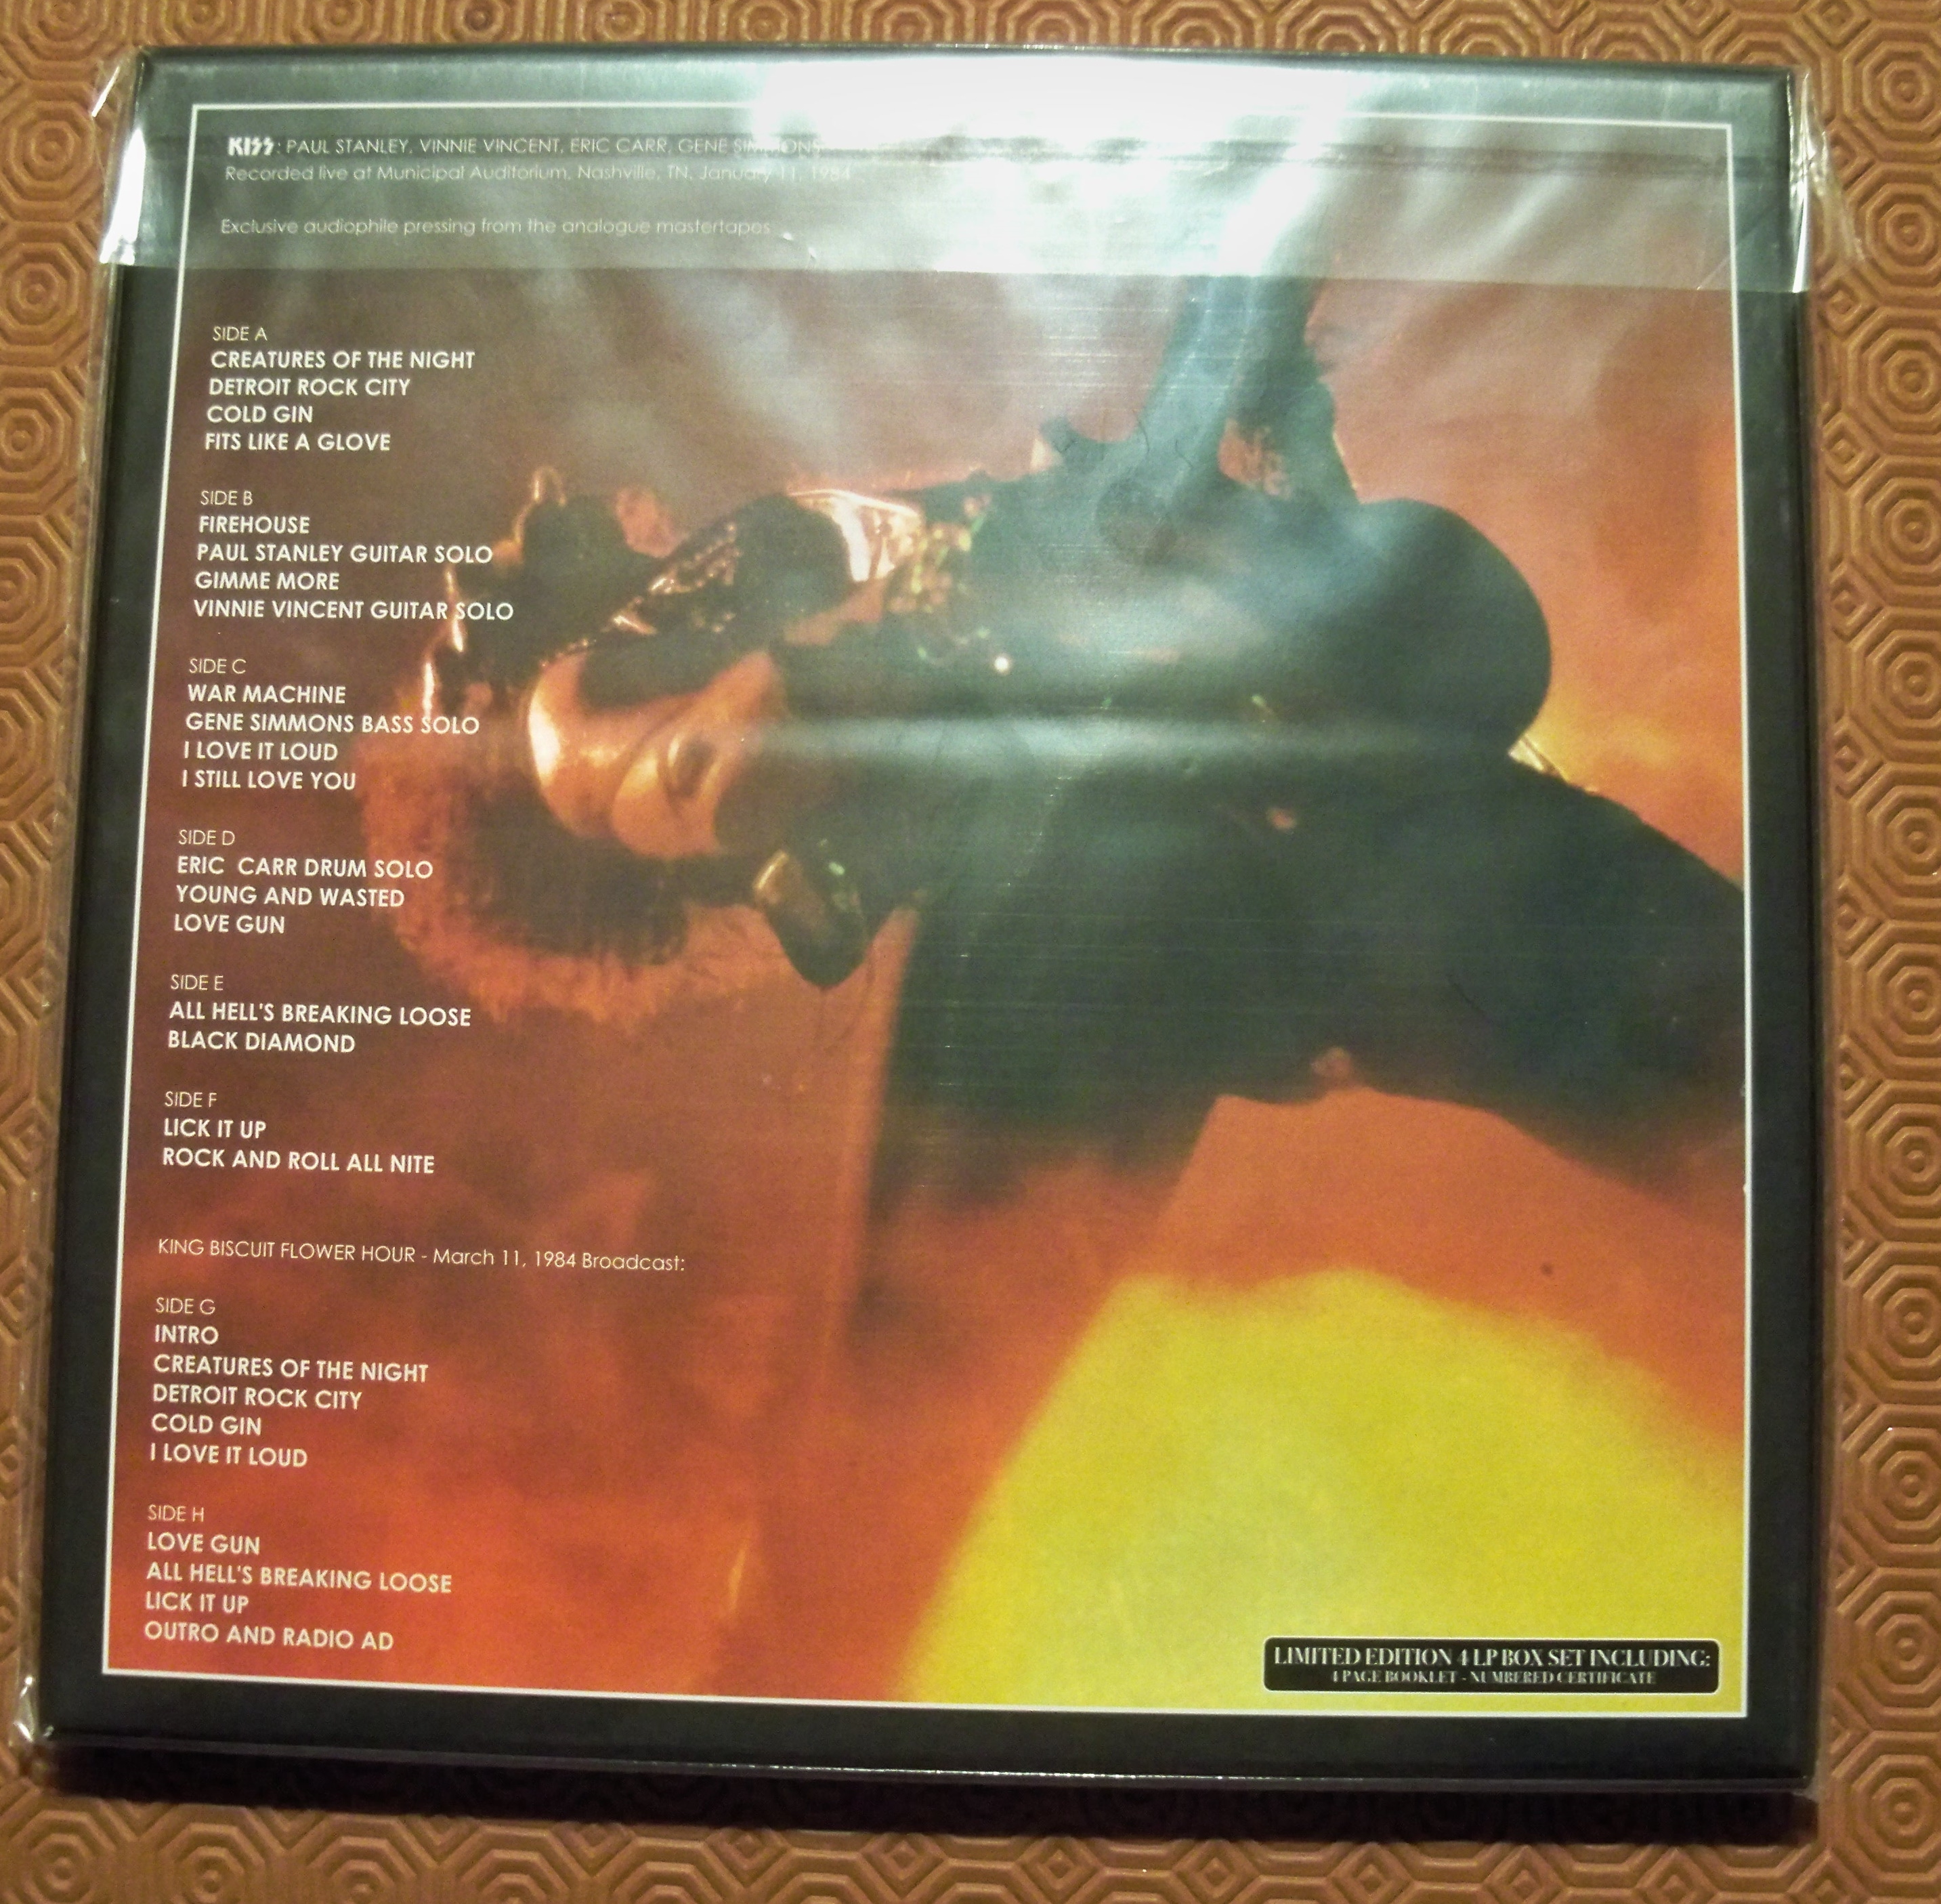 KISS: PAUL STANLEY, VINNIE VINCENT, ERIC CARR, GENE SIMMONS
Recorded live at Municipal Auditorium, Nashville, TN, January 11, 1984
Exclusive audiophile pressing from the analogue mastertapes
SIDE A
CREATURES OF THE NIGHT
DETROIT ROCK CITY
COLD GIN
FITS LIKE A GLOVE
SIDE B
FIREHOUSE
PAUL STANLEY GUITAR SOLO
GIMME MORE
VINNIE VINCENT GUITAR SOLO
SIDE C
WAR MACHINE
GENE SIMMONS BASS SOLO
I LOVE IT LOUD
I STILL LOVE YOU
SIDE D
ERIC CARR DRUM SOLO
YOUNG AND WASTED
LOVE GUN
SIDE E
ALL HELL'S BREAKING LOOSE
BLACK DIAMOND
SIDE F
LICK IT UP
ROCK AND ROLL ALL NITE
KING BISCUIT FLOWER HOUR - March 11, 1984 Broadcast:
SIDE G
INTRO
CREATURES OF THE NIGHT
DETROIT ROCK CITY
COLD GIN
I LOVE IT LOUD
SIDE H
LOVE GUN
ALL HELL'S BREAKING LOOSE
LICK IT UP
OUTRO AND RADIO AD
LIMITED EDITION 4 LP BOX SET INCLUDING:
4 PAGE BOOKLET - NUMBERED CERTIFICATE